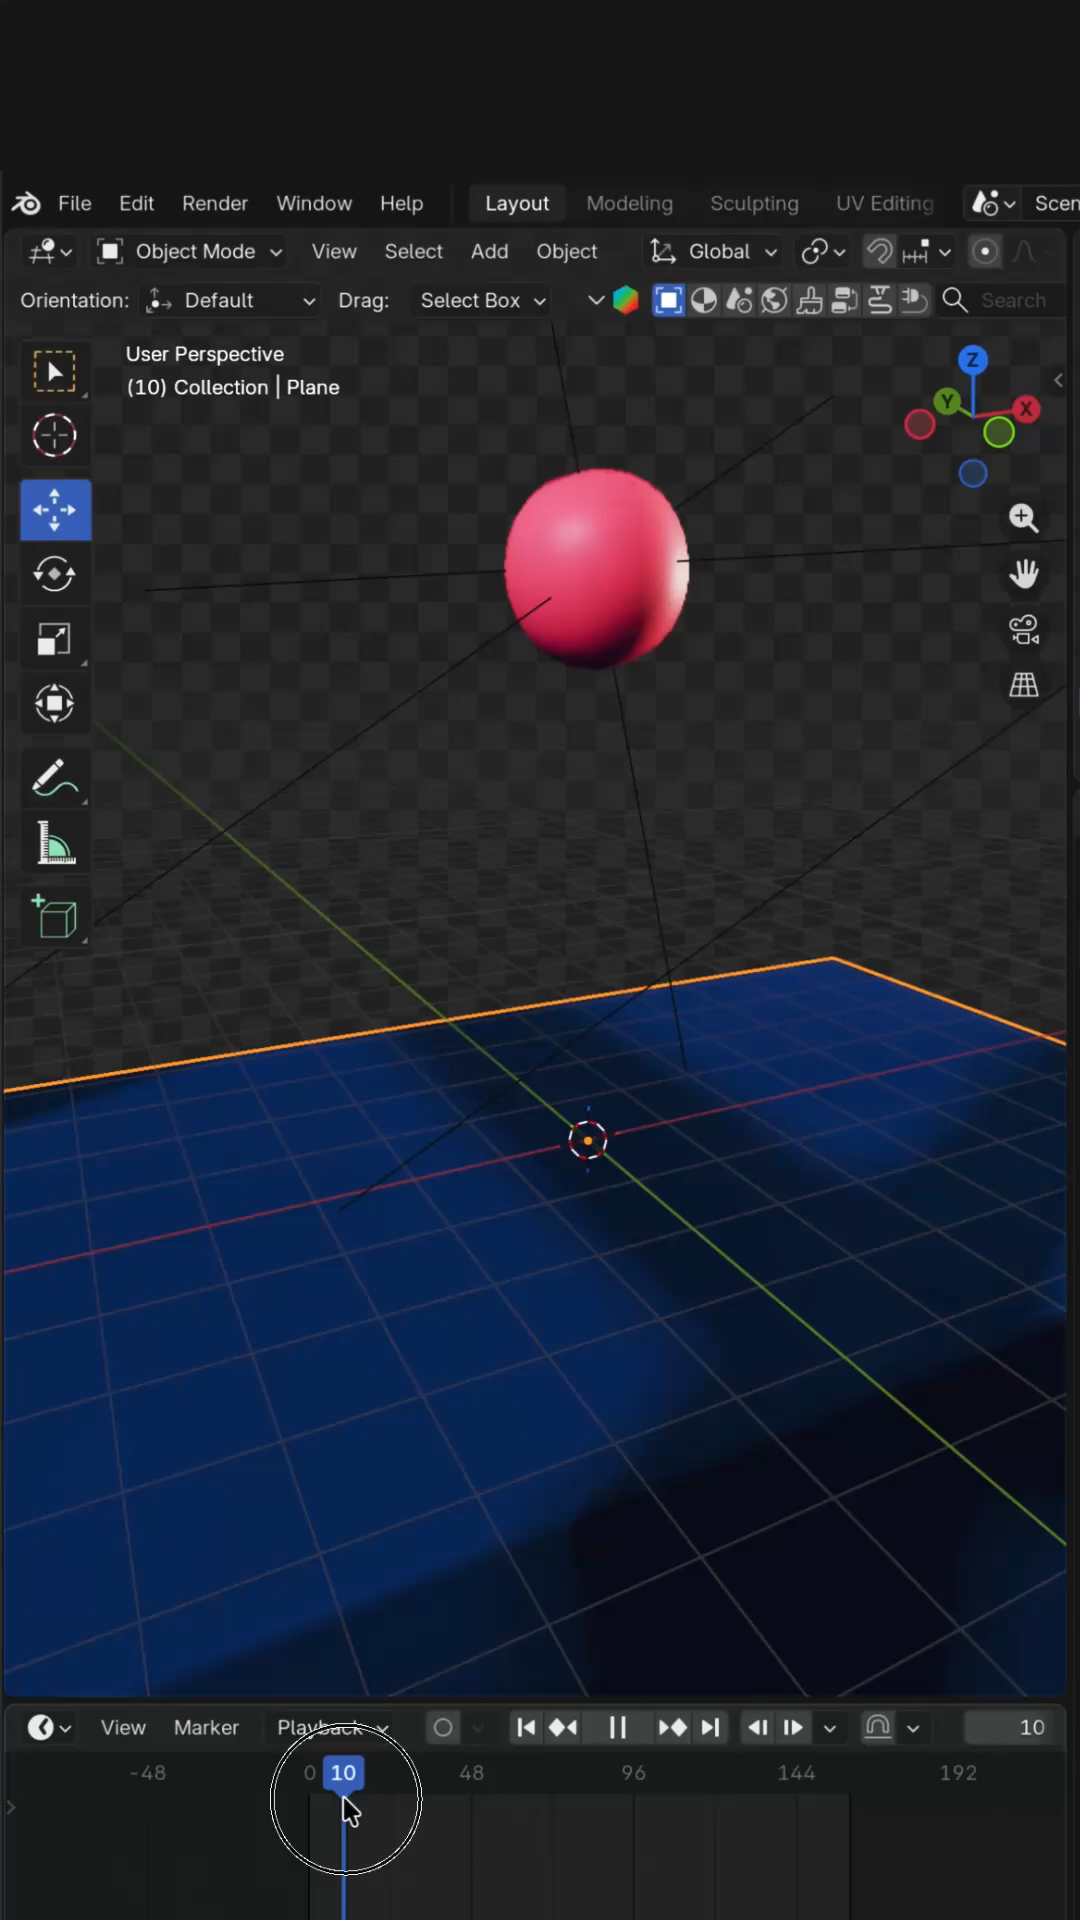 File Edit Render Window Help Layout Modeling Sculpting UV Editing Scen
Object Mode View Select Add Object Global
Orientation: Default Drag: Select Box Search
User Perspective
(10) Collection | Plane
Z
Y
X
View Marker Playback 10
-48 0 10 48 96 144 192